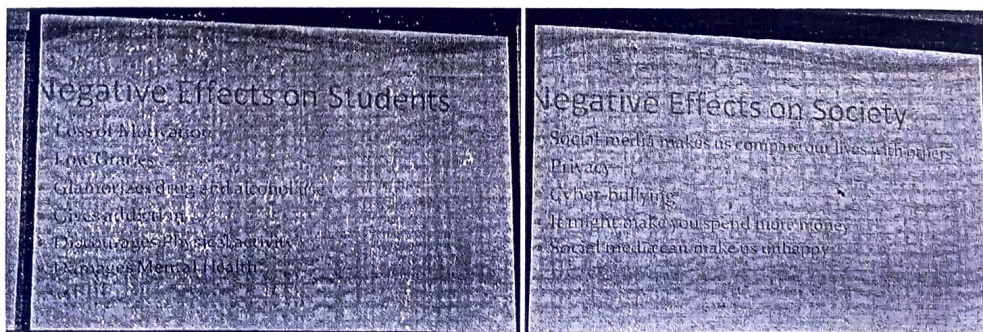 Negative Effects on Students
Loss of Motivation
Low Grades
Glamorizes drug and alcohol use
Gives addiction
Discourages Physical activity
Damages Mental Health
Negative Effects on Society
Social media makes us compare our lives with others
Privacy
Cyber-bullying
It might make you spend more money
Social media can make us unhappy